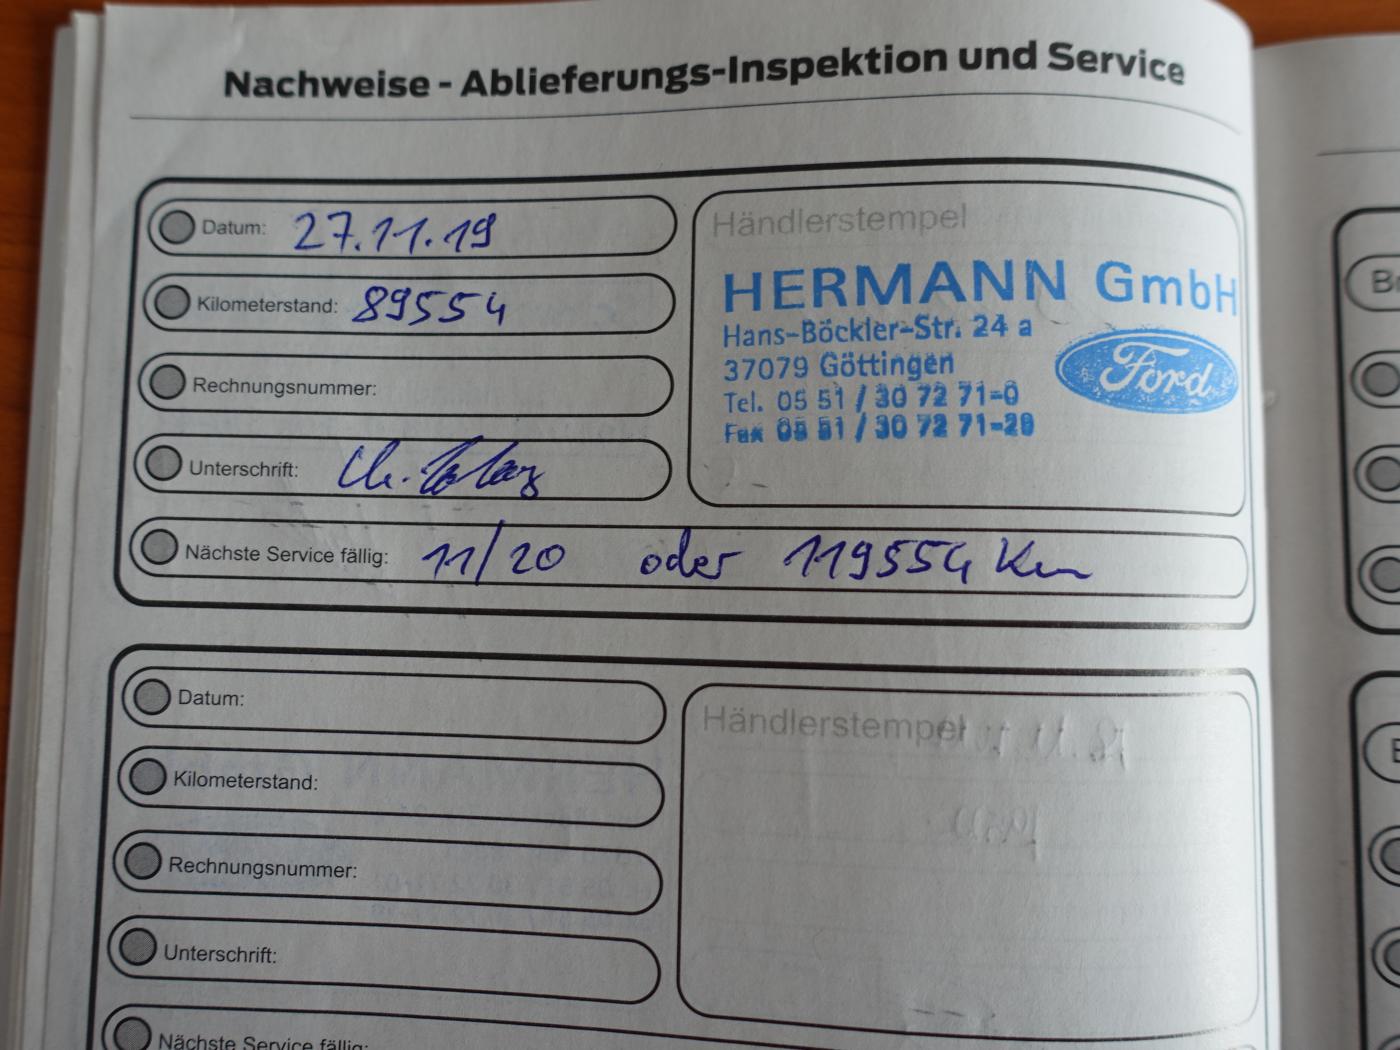 Nachweise - Ablieferungs-Inspektion und Service
Datum: 27.11.19
Kilometerstand: 89554
Rechnungsnummer:
Unterschrift:
Händlerstempel
HERMANN GmbH
Hans-Böckler-Str. 24 a
37079 Göttingen
Tel. 05 51 / 30 72 71-0
Fax 05 51 / 30 72 71-29
Ford
Nächste Service fällig: 11/20 oder 119554 Km
Datum:
Kilometerstand:
Rechnungsnummer:
Unterschrift:
Händlerstempel
Nächste Service fällig: